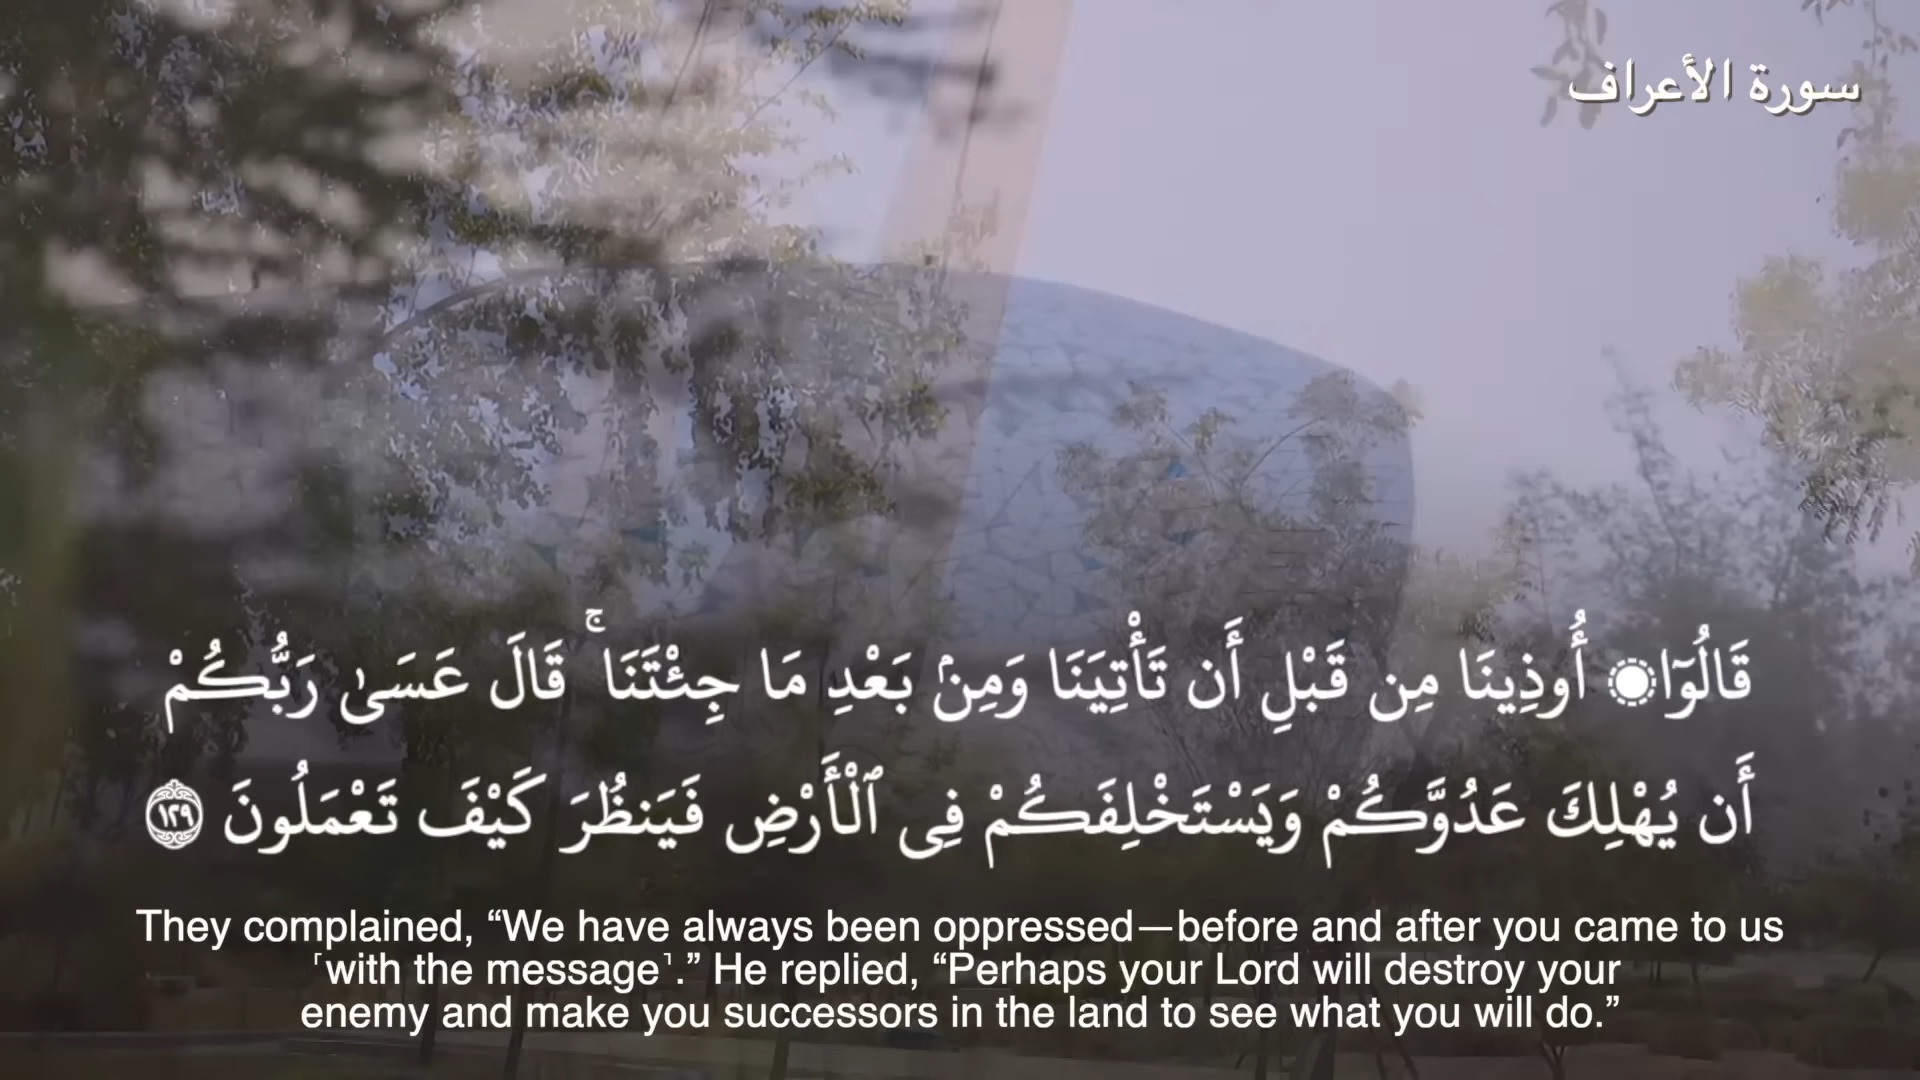 سورة الأعراف
قَالُوٓا۟ أُوذِينَا مِن قَبْلِ أَن تَأْتِيَنَا وَمِنۢ بَعْدِ مَا جِئْتَنَا ۚ قَالَ عَسَىٰ رَبُّكُمْ
أَن يُهْلِكَ عَدُوَّكُمْ وَيَسْتَخْلِفَكُمْ فِى ٱلْأَرْضِ فَيَنظُرَ كَيْفَ تَعْمَلُونَ ١٢٩
They complained, “We have always been oppressed—before and after you came to us
˹with the message˺.” He replied, “Perhaps your Lord will destroy your
enemy and make you successors in the land to see what you will do.”